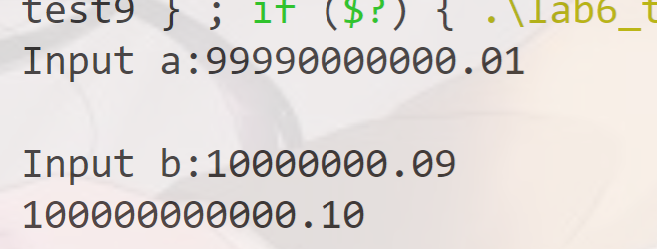 test9 } ; if ($?) { .\lab6_t
Input a:99990000000.01
Input b:10000000.09
100000000000.10